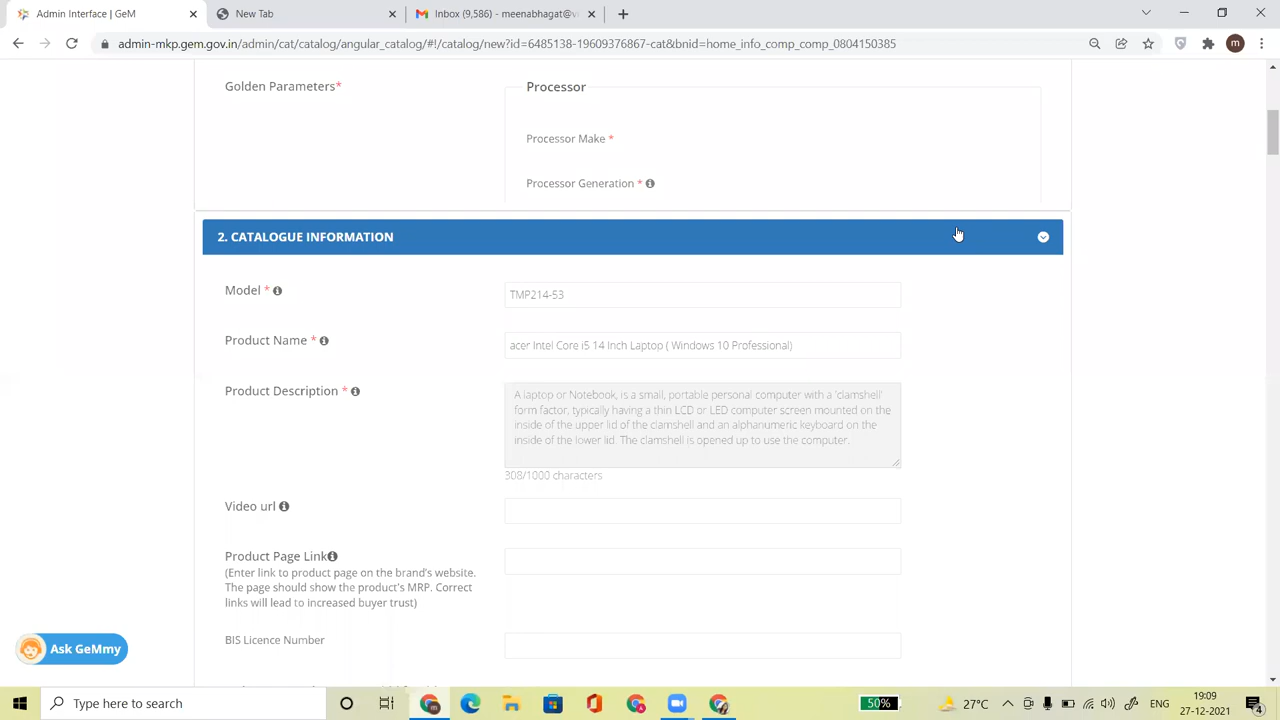 Admin Interface | GeM
New Tab
Inbox (9,586) - meenabhagat@v
admin-mkp.gem.gov.in/admin/cat/catalog/angular_catalog/#!/catalog/new?id=6485138-19609376867-cat&bnid=home_info_comp_comp_0804150385
m
Golden Parameters*
Processor
Processor Make *
Processor Generation *
2. CATALOGUE INFORMATION
Model *
TMP214-53
Product Name *
acer Intel Core i5 14 Inch Laptop ( Windows 10 Professional)
Product Description *
A laptop or Notebook, is a small, portable personal computer with a 'clamshell'
form factor, typically having a thin LCD or LED computer screen mounted on the
inside of the upper lid of the clamshell and an alphanumeric keyboard on the
inside of the lower lid. The clamshell is opened up to use the computer.
308/1000 characters
Video url
Product Page Link
(Enter link to product page on the brand's website.
The page should show the product's MRP. Correct
links will lead to increased buyer trust)
BIS Licence Number
Ask GeMmy
Type here to search
50%
27°C
ENG
19:09
27-12-2021
4